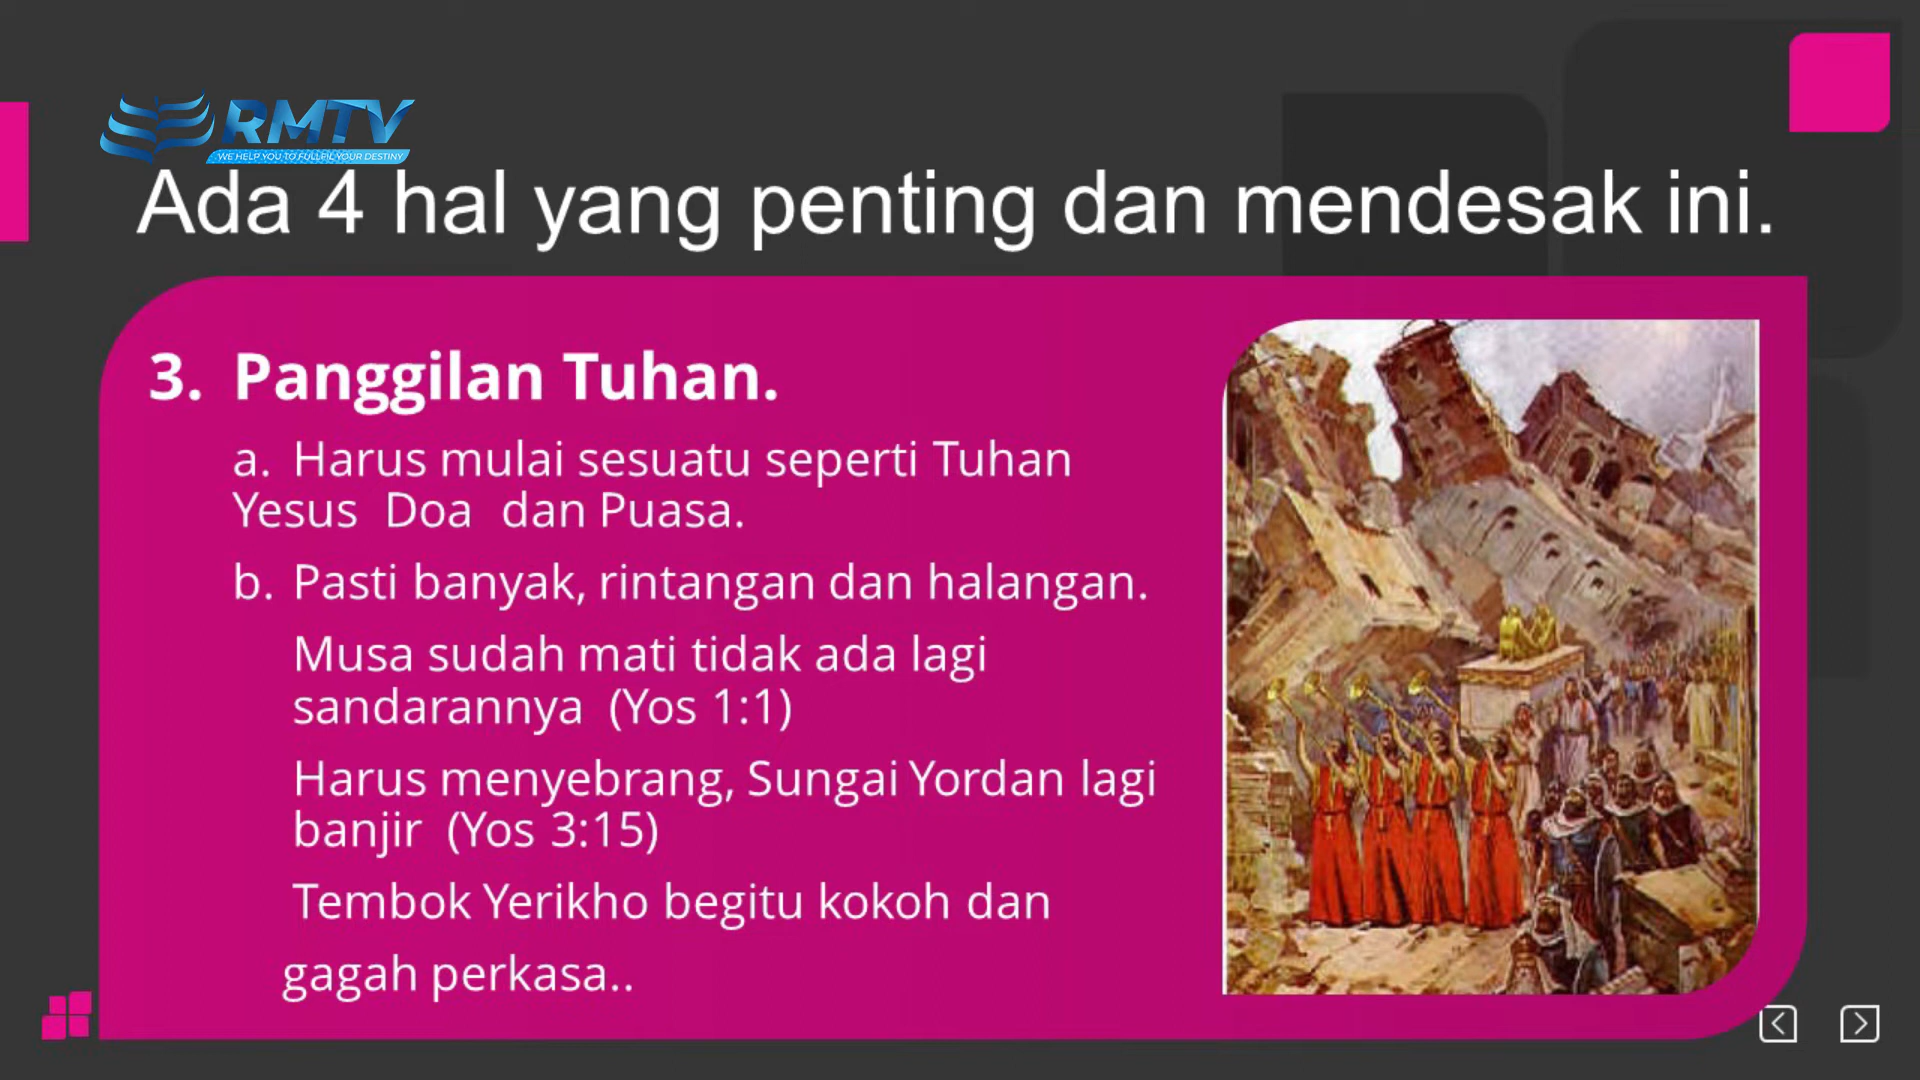 RMTV
WE HELP YOU TO FULLFIL YOUR DESTINY
Ada 4 hal yang penting dan mendesak ini.
3. Panggilan Tuhan.
a. Harus mulai sesuatu seperti Tuhan
Yesus Doa dan Puasa.
b. Pasti banyak, rintangan dan halangan.
Musa sudah mati tidak ada lagi
sandarannya (Yos 1:1)
Harus menyebrang, Sungai Yordan lagi
banjir (Yos 3:15)
Tembok Yerikho begitu kokoh dan
gagah perkasa..